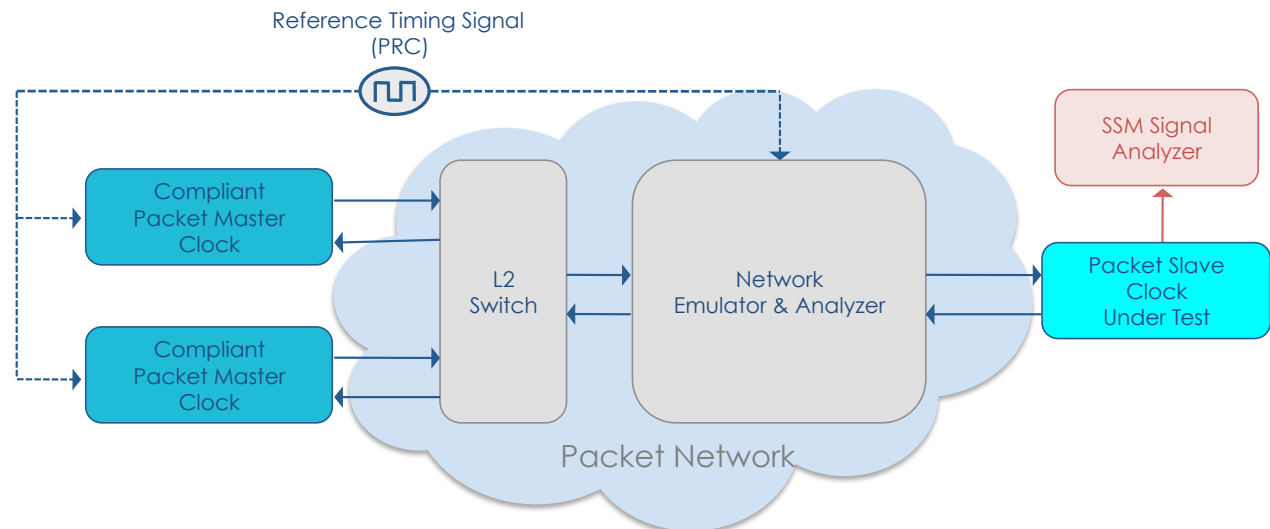 Reference Timing Signal
(PRC)
SSM Signal
Analyzer
Compliant
Packet Master
Clock
L2
Switch
Network
Emulator & Analyzer
Packet Slave
Clock
Under Test
Compliant
Packet Master
Clock
Packet Network